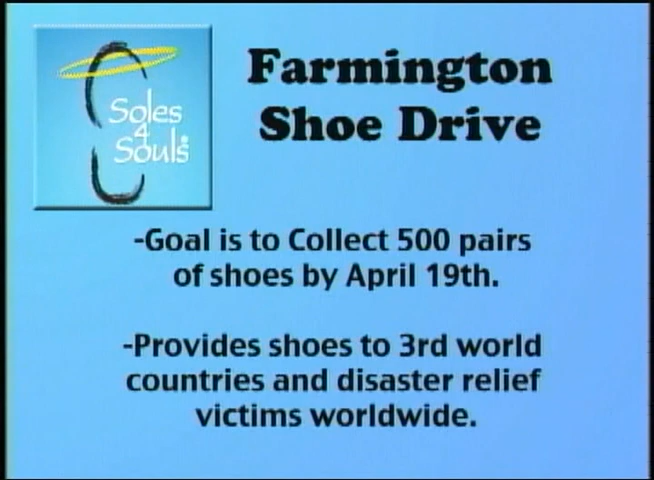 Soles
4
Souls®
Farmington
Shoe Drive
-Goal is to Collect 500 pairs
of shoes by April 19th.
-Provides shoes to 3rd world
countries and disaster relief
victims worldwide.